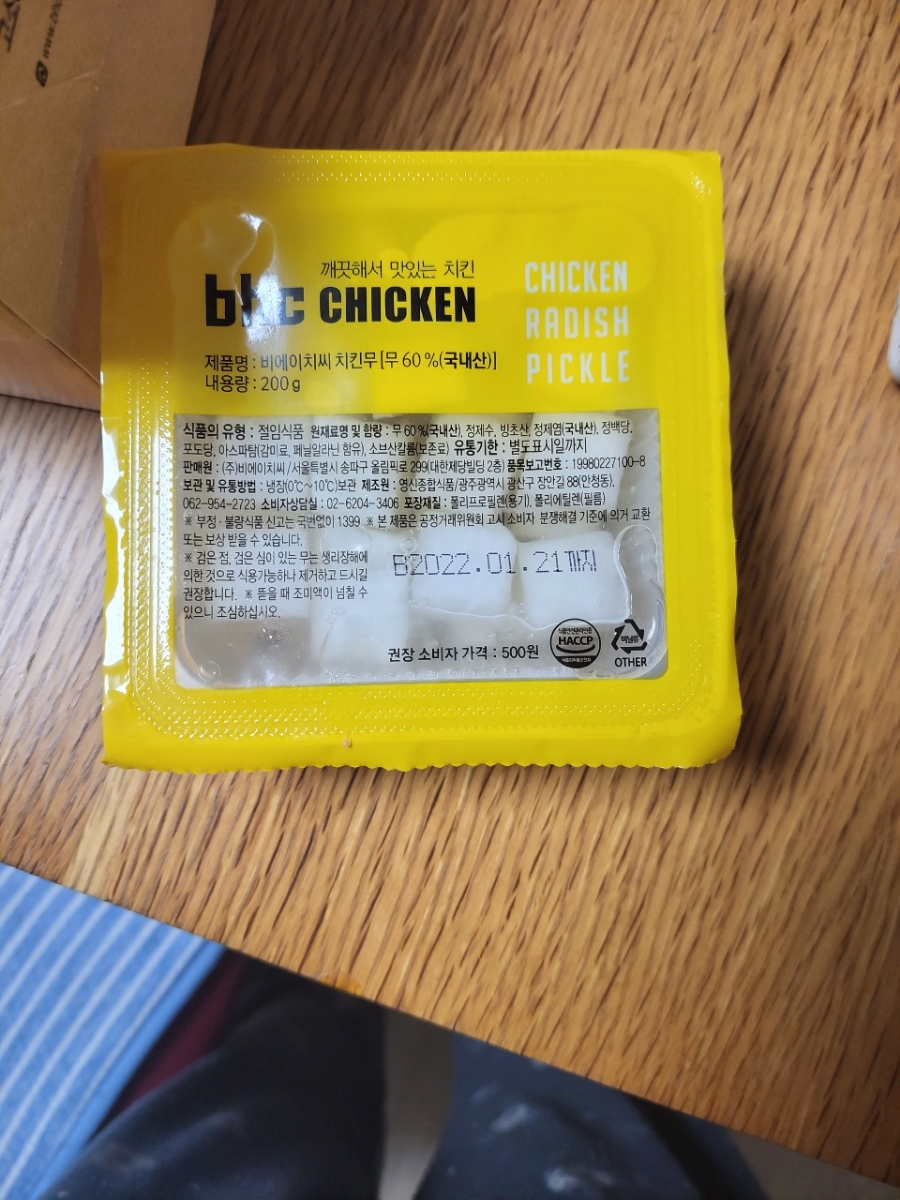 깨끗해서 맛있는 치킨
bhc CHICKEN
CHICKEN
RADISH
PICKLE
제품명 : 비에이치씨 치킨무 [무 60 %(국내산)]
내용량 : 200 g
식품의 유형 : 절임식품 원재료명 및 함량 : 무 60 %(국내산), 정제수, 빙초산, 정제염(국내산), 정백당,
포도당, 아스파탐(감미료, 페닐알라닌 함유), 소브산칼륨(보존료) 유통기한 : 별도표시일까지
판매원 : (주)비에이치씨 /서울특별시 송파구 올림픽로 299(대한제당빌딩 2층) 품목보고번호 : 19980227100-8
보관 및 유통방법 : 냉장(0℃~10℃)보관 제조원 : 영신종합식품/광주광역시 광산구 장안길 88(안청동),
062-954-2723 소비자상담실 : 02-6204-3406 포장재질 : 폴리프로필렌(용기), 폴리에틸렌(필름)
※ 부정 · 불량식품 신고는 국번없이 1399 ※ 본 제품은 공정거래위원회 고시 소비자 분쟁해결 기준에 의거 교환
또는 보상 받을 수 있습니다.
※ 검은 점, 검은 심이 있는 무는 생리장해에
의한 것으로 식용가능하나 제거하고 드시길
권장합니다. ※ 뜯을 때 조미액이 넘칠 수
있으니 조심하십시오.
B2022.01.21까지
권장 소비자 가격 : 500원
HACCP
비닐류
OTHER